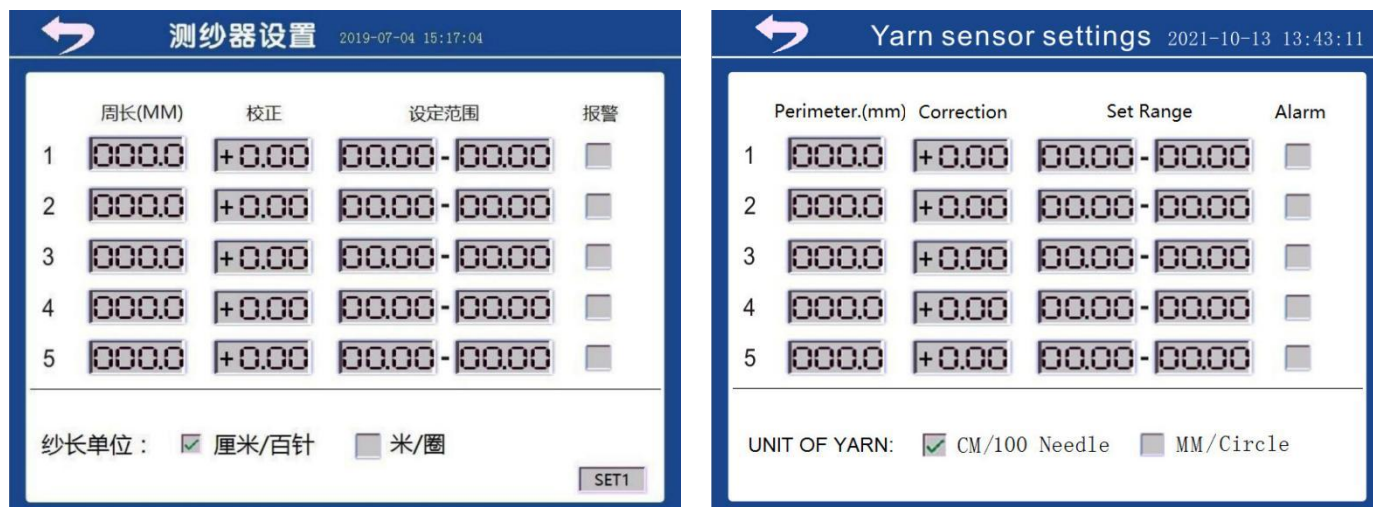 测纱器设置 2019-07-04 15:17:04
周长(MM) 校正 设定范围 报警
1 000.0 +0.00 00.00-00.00
2 000.0 +0.00 00.00-00.00
3 000.0 +0.00 00.00-00.00
4 000.0 +0.00 00.00-00.00
5 000.0 +0.00 00.00-00.00
纱长单位： 厘米/百针 米/圈
SET1
Yarn sensor settings 2021-10-13 13:43:11
Perimeter.(mm) Correction Set Range Alarm
1 000.0 +0.00 00.00-00.00
2 000.0 +0.00 00.00-00.00
3 000.0 +0.00 00.00-00.00
4 000.0 +0.00 00.00-00.00
5 000.0 +0.00 00.00-00.00
UNIT OF YARN: CM/100 Needle MM/Circle